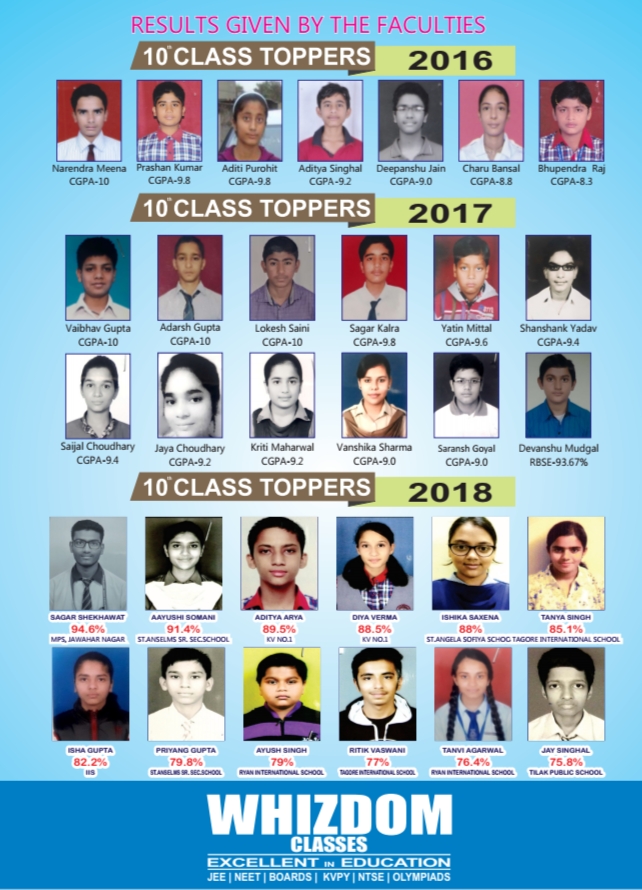 RESULTS GIVEN BY THE FACULTIES
10th CLASS TOPPERS 2016
Narendra Meena Prashan Kumar Aditi Purohit Aditya Singhal Deepanshu Jain Charu Bansal Bhupendra Raj
CGPA-10 CGPA-9.8 CGPA-9.8 CGPA-9.2 CGPA-9.0 CGPA-8.8 CGPA-8.3
10th CLASS TOPPERS 2017
Vaibhav Gupta Adarsh Gupta Lokesh Saini Sagar Kalra Yatin Mittal Shanshank Yadav
CGPA-10 CGPA-10 CGPA-10 CGPA-9.8 CGPA-9.6 CGPA-9.4
Saijal Choudhary Jaya Choudhary Kriti Maharwal Vanshika Sharma Saransh Goyal Devanshu Mudgal
CGPA-9.4 CGPA-9.2 CGPA-9.2 CGPA-9.0 CGPA-9.0 RBSE-93.67%
10th CLASS TOPPERS 2018
SAGAR SHEKHAWAT AAYUSHI SOMANI ADITYA ARYA DIYA VERMA ISHIKA SAXENA TANYA SINGH
94.6% 91.4% 89.5% 88.5% 88% 85.1%
MPS, JAWAHAR NAGAR ST.ANSELMS SR. SEC.SCHOOL KV NO.1 KV NO.1 ST.ANGELA SOFIYA SCHOG TAGORE INTERNATIONAL SCHOOL
ISHA GUPTA PRIYANG GUPTA AYUSH SINGH RITIK VASWANI TANVI AGARWAL JAY SINGHAL
82.2% 79.8% 79% 77% 76.4% 75.8%
IIS ST.ANSELMS SR. SEC.SCHOOL RYAN INTERNATIONAL SCHOOL TAGORE INTERNATIONAL SCHOOL RYAN INTERNATIONAL SCHOOL TILAK PUBLIC SCHOOL
WHIZDOM
CLASSES
EXCELLENT IN EDUCATION
JEE | NEET | BOARDS | KVPY | NTSE | OLYMPIADS